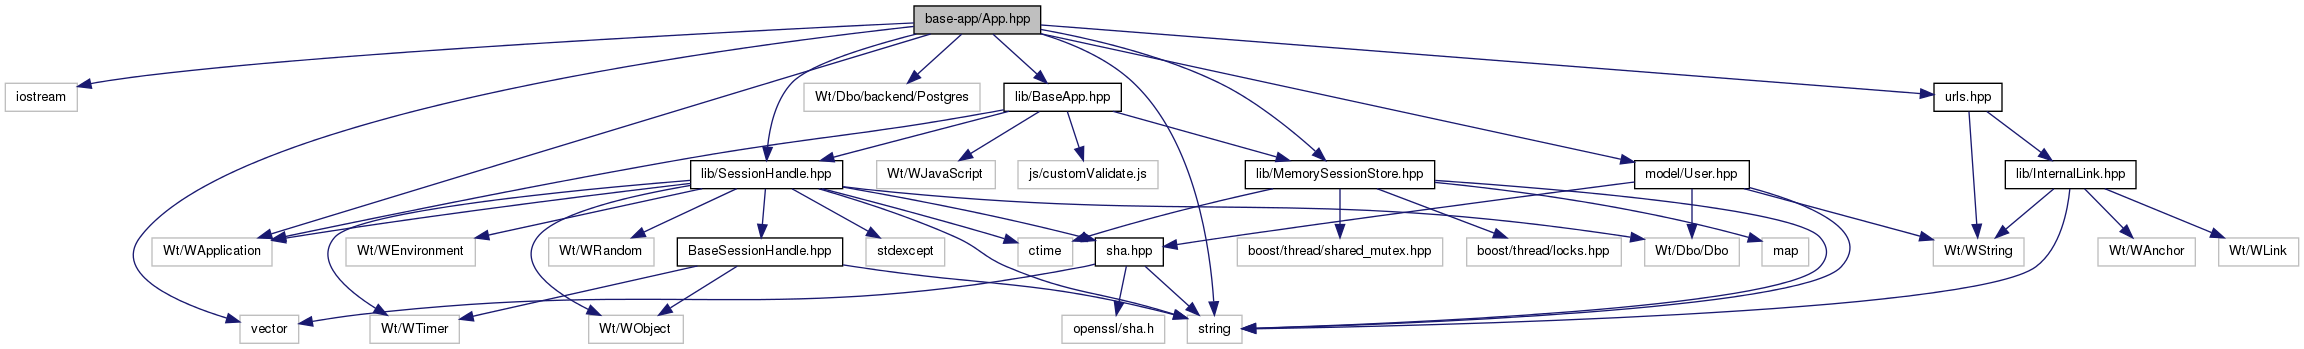 base-app/App.hpp
iostream
Wt/Dbo/backend/Postgres
lib/BaseApp.hpp
urls.hpp
lib/SessionHandle.hpp
Wt/WJavaScript
js/customValidate.js
lib/MemorySessionStore.hpp
model/User.hpp
lib/InternalLink.hpp
Wt/WApplication
Wt/WEnvironment
Wt/WRandom
BaseSessionHandle.hpp
stdexcept
ctime
sha.hpp
boost/thread/shared_mutex.hpp
boost/thread/locks.hpp
Wt/Dbo/Dbo
map
Wt/WString
Wt/WAnchor
Wt/WLink
vector
Wt/WTimer
Wt/WObject
openssl/sha.h
string